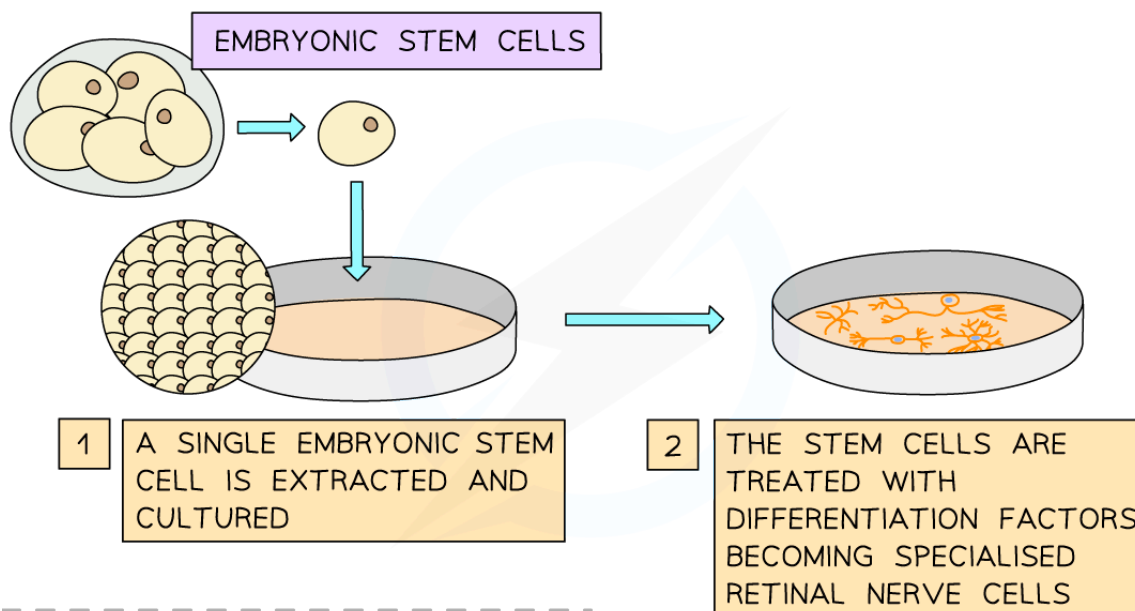 EMBRYONIC STEM CELLS
1
A SINGLE EMBRYONIC STEM
CELL IS EXTRACTED AND
CULTURED
2
THE STEM CELLS ARE
TREATED WITH
DIFFERENTIATION FACTORS
BECOMING SPECIALISED
RETINAL NERVE CELLS